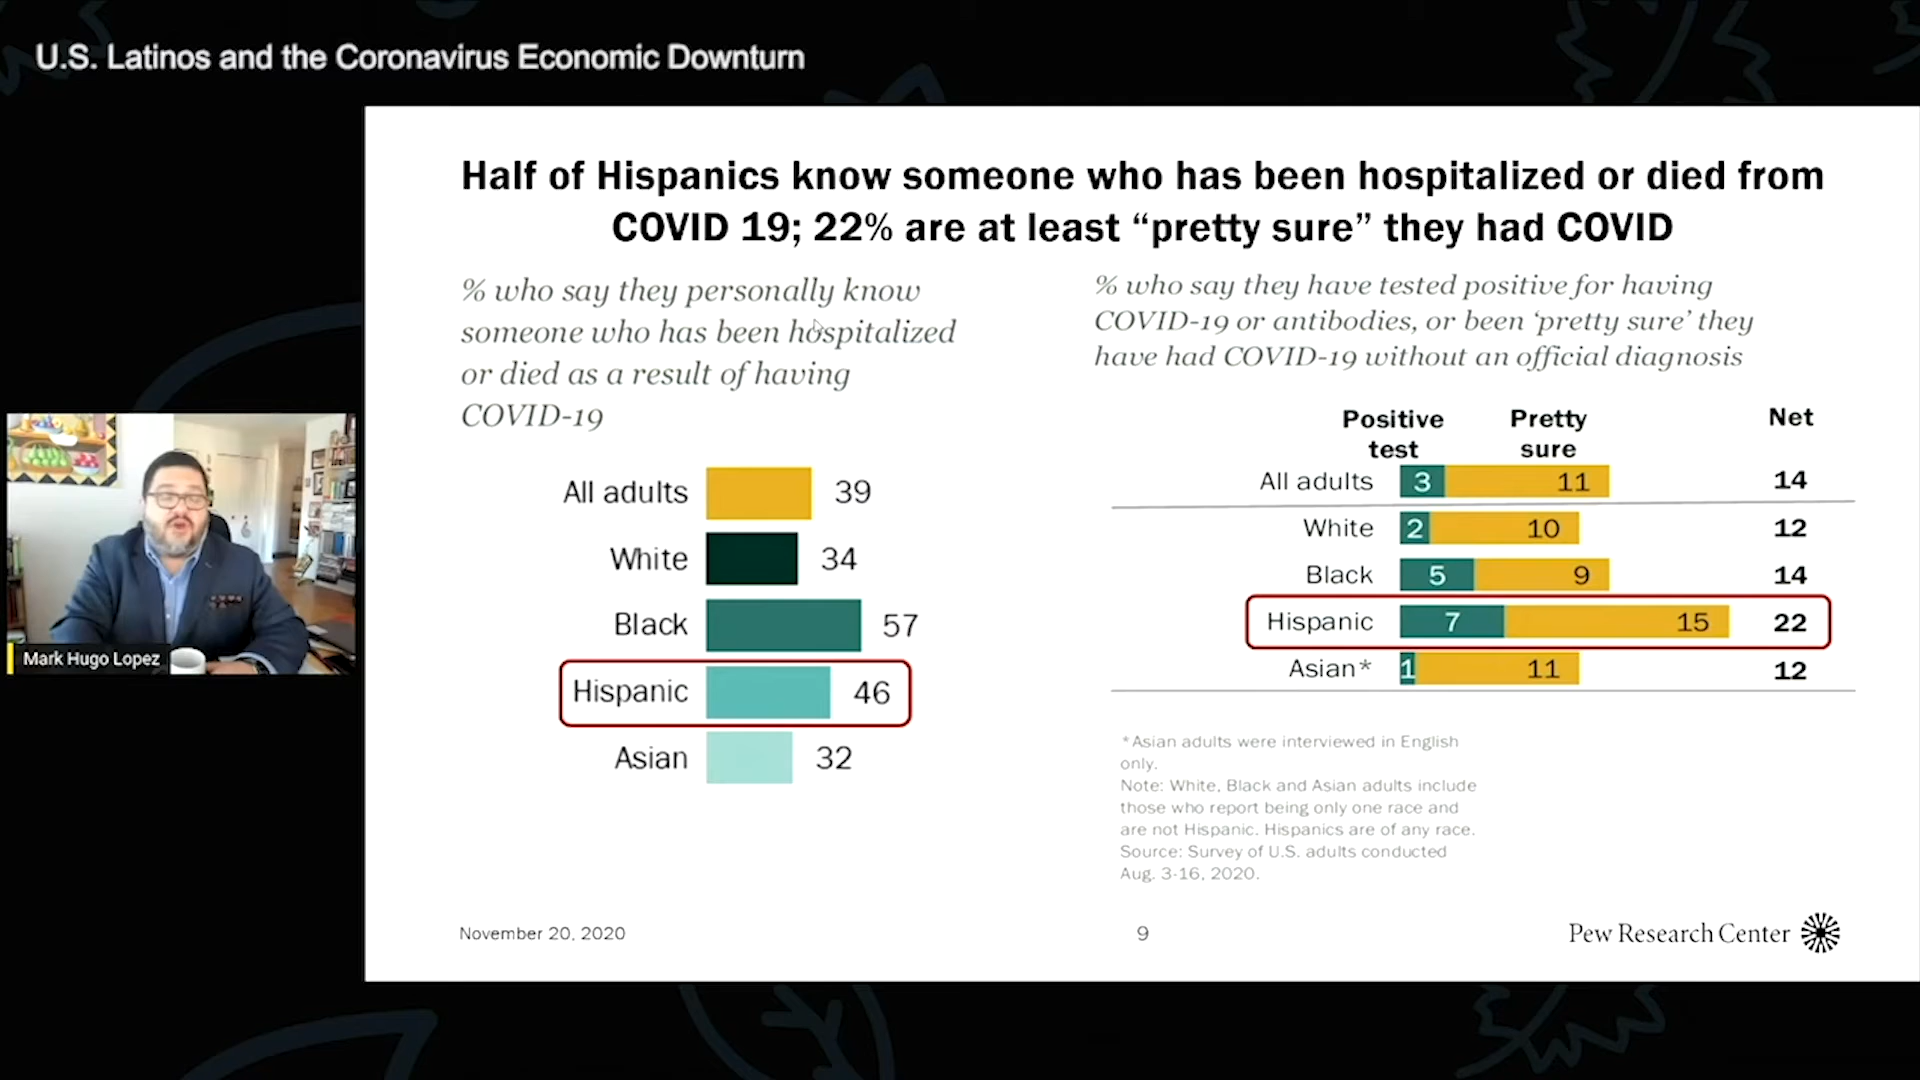 U.S. Latinos and the Coronavirus Economic Downturn
Half of Hispanics know someone who has been hospitalized or died from
COVID 19; 22% are at least “pretty sure” they had COVID
% who say they personally know
someone who has been hospitalized
or died as a result of having
COVID-19
All adults 39
White 34
Black 57
Hispanic 46
Asian 32
% who say they have tested positive for having
COVID-19 or antibodies, or been ‘pretty sure’ they
have had COVID-19 without an official diagnosis
Positive Pretty Net
test sure
All adults 3 11 14
White 2 10 12
Black 5 9 14
Hispanic 7 15 22
Asian* 1 11 12
*Asian adults were interviewed in English
only.
Note: White, Black and Asian adults include
those who report being only one race and
are not Hispanic. Hispanics are of any race.
Source: Survey of U.S. adults conducted
Aug. 3-16, 2020.
Mark Hugo Lopez
November 20, 2020
9
Pew Research Center